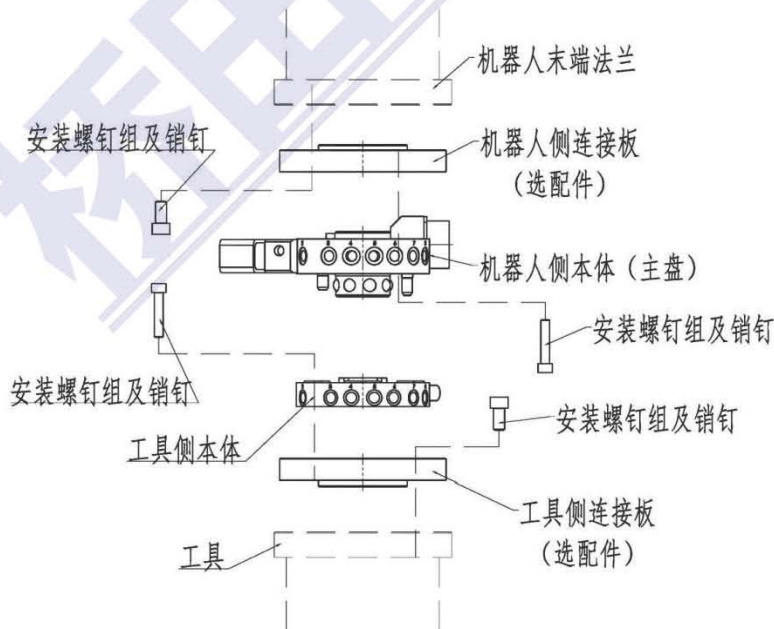 机器人末端法兰
安装螺钉组及销钉
机器人侧连接板
(选配件)
机器人侧本体(主盘)
安装螺钉组及销钉
安装螺钉组及销钉
安装螺钉组及销钉
工具侧本体
工具侧连接板
(选配件)
工具